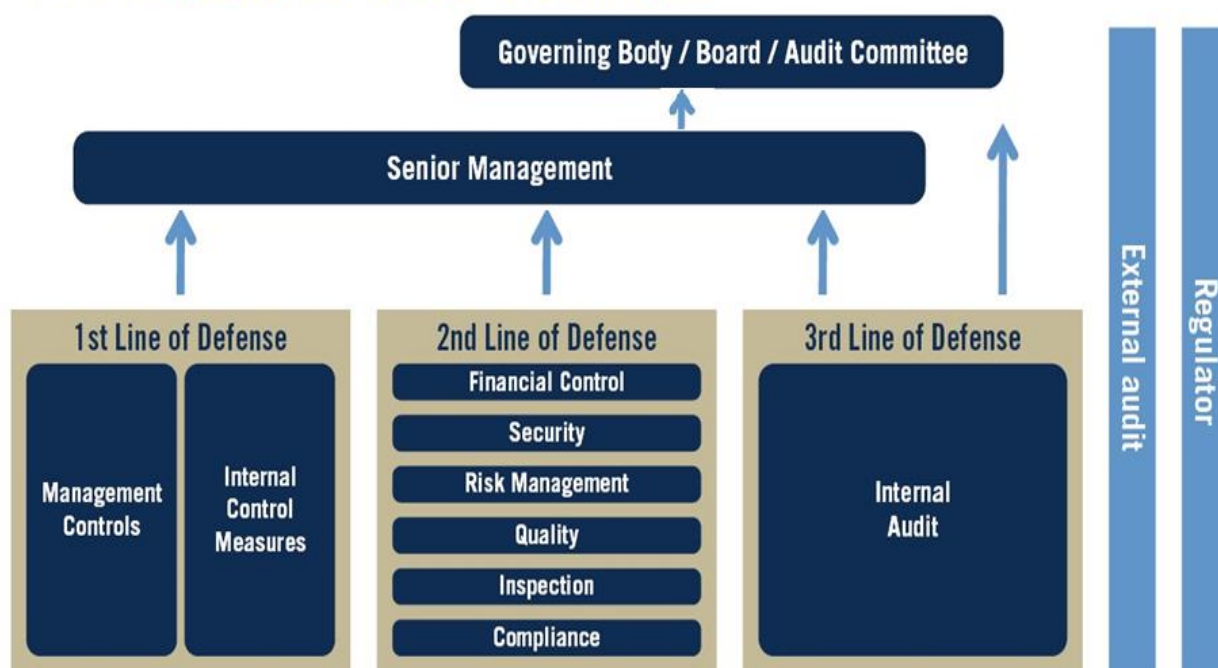 Governing Body / Board / Audit Committee
Senior Management
1st Line of Defense
Management
Controls
Internal
Control
Measures
2nd Line of Defense
Financial Control
Security
Risk Management
Quality
Inspection
Compliance
3rd Line of Defense
Internal
Audit
External audit
Regulator